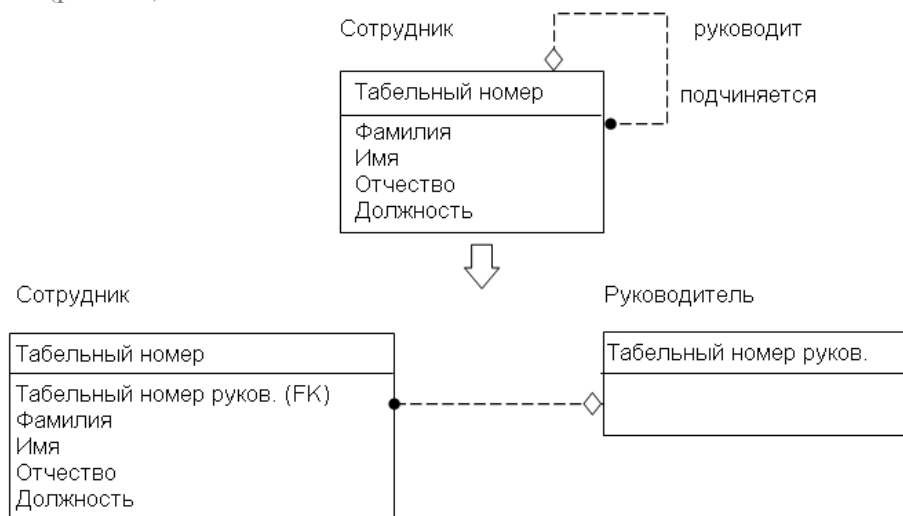 Сотрудник
руководит
Табельный номер
подчиняется
Фамилия
Имя
Отчество
Должность
Сотрудник
Руководитель
Табельный номер
Табельный номер руков. (FK)
Фамилия
Имя
Отчество
Должность
Табельный номер руков.